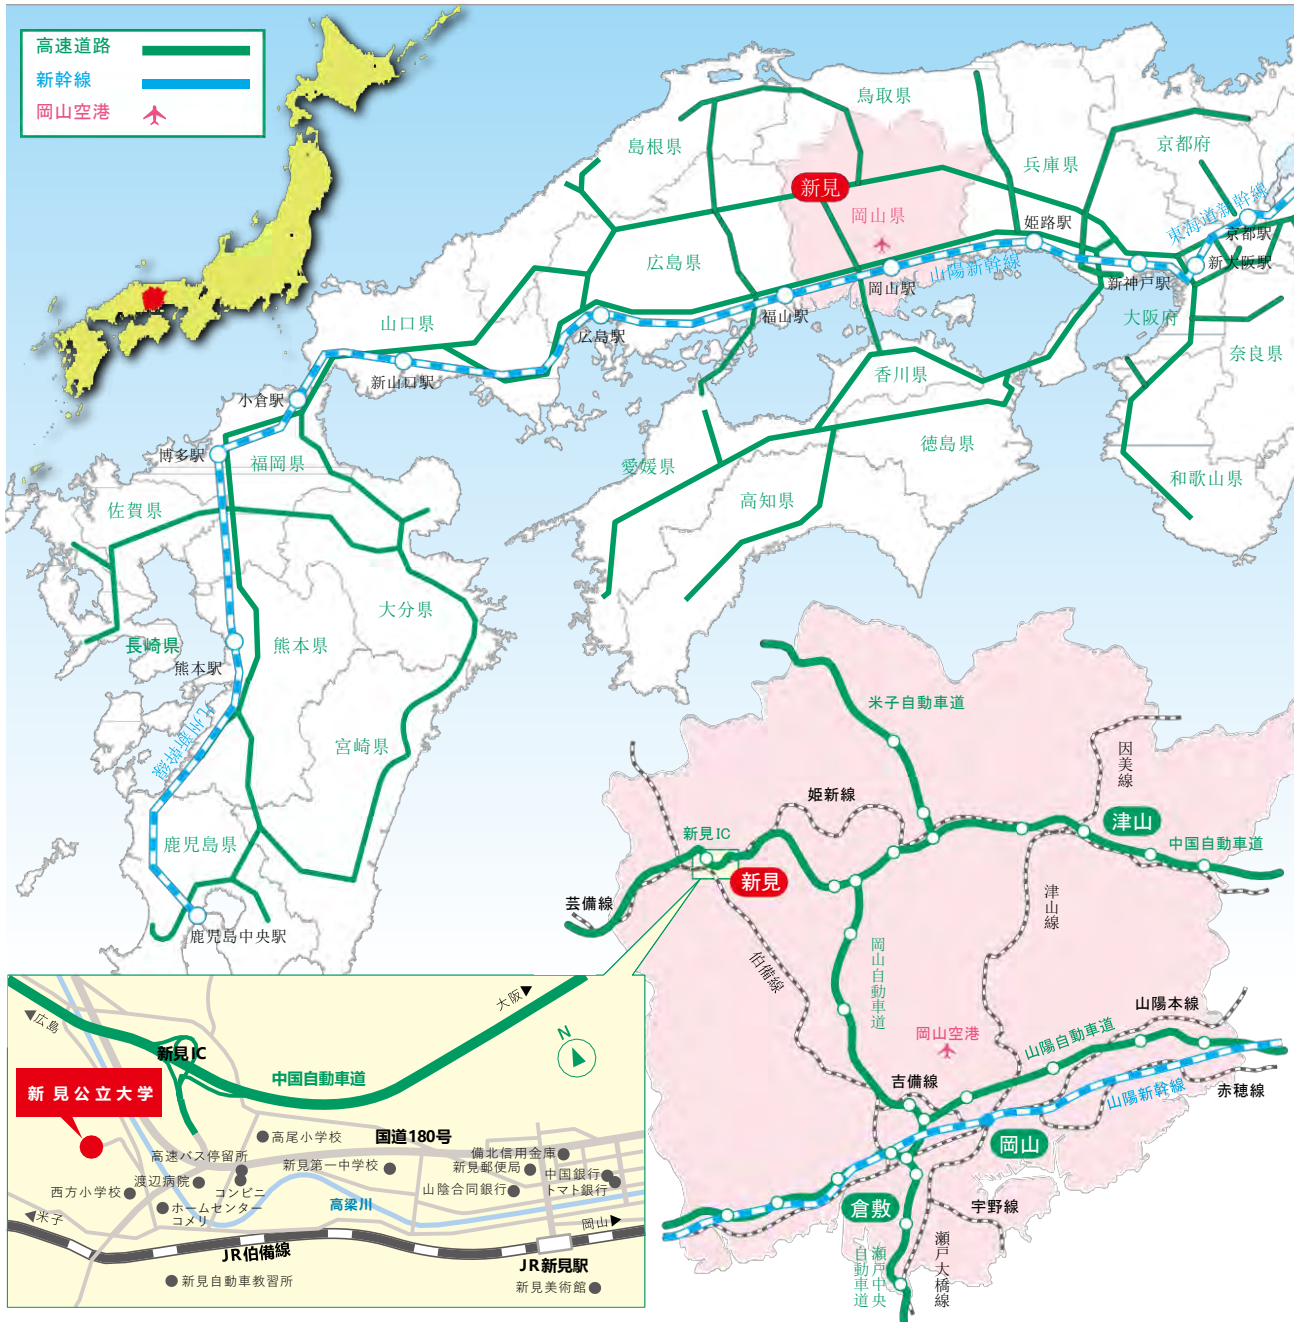 高速道路
新幹線
岡山空港
鳥取県
島根県
京都府
兵庫県
新見
岡山県
東海道新幹線
姫路駅
京都駅
広島県
山陽新幹線
新大阪駅
岡山駅
新神戸駅
福山駅
大阪府
山口県
広島駅
奈良県
新山口駅
香川県
小倉駅
博多駅
福岡県
徳島県
愛媛県
和歌山県
高知県
佐賀県
大分県
長崎県
熊本県
熊本駅
九州新幹線
宮崎県
鹿児島県
鹿児島中央駅
米子自動車道
因美線
姫新線
津山
新見IC
中国自動車道
新見
芸備線
津山線
伯備線
岡山自動車道
山陽本線
岡山空港
山陽自動車道
吉備線
山陽新幹線
赤穂線
岡山
倉敷
宇野線
瀬戸中央
自動車道
瀬戸大橋線
大阪
広島
N
新見IC
中国自動車道
新見公立大学
高尾小学校
国道180号
高速バス停留所
新見第一中学校
備北信用金庫
新見郵便局
中国銀行
渡辺病院
西方小学校
コンビニ
山陰合同銀行
トマト銀行
ホームセンター
コメリ
高梁川
米子
岡山
JR伯備線
JR新見駅
新見自動車教習所
新見美術館